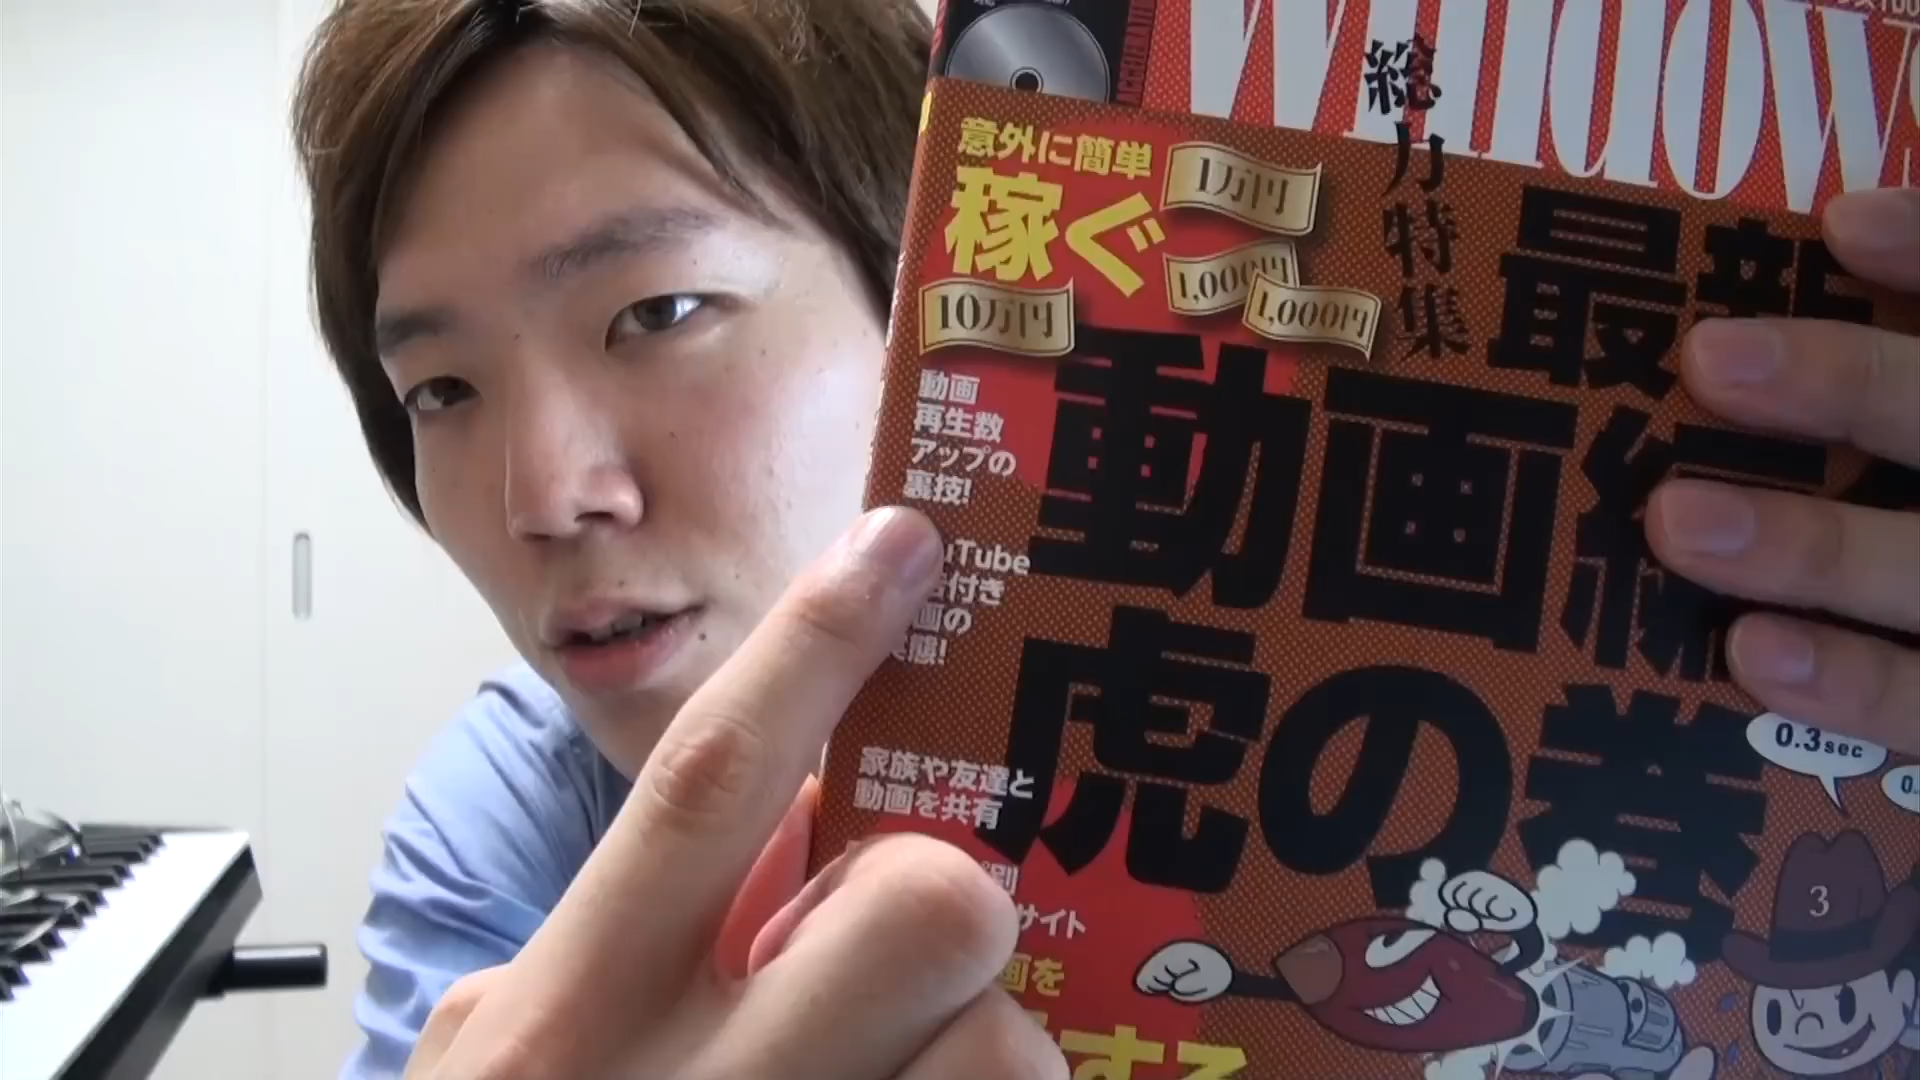 Windows
総力特集
意外に簡単
稼ぐ
1万円
1,000円
1,000円
10万円
最新
動画
虎の巻
動画
再生数
アップの
裏技!
uTube
付き
画の
態!
家族や友達と
動画を共有
サイト
画を
する
0.3sec
3